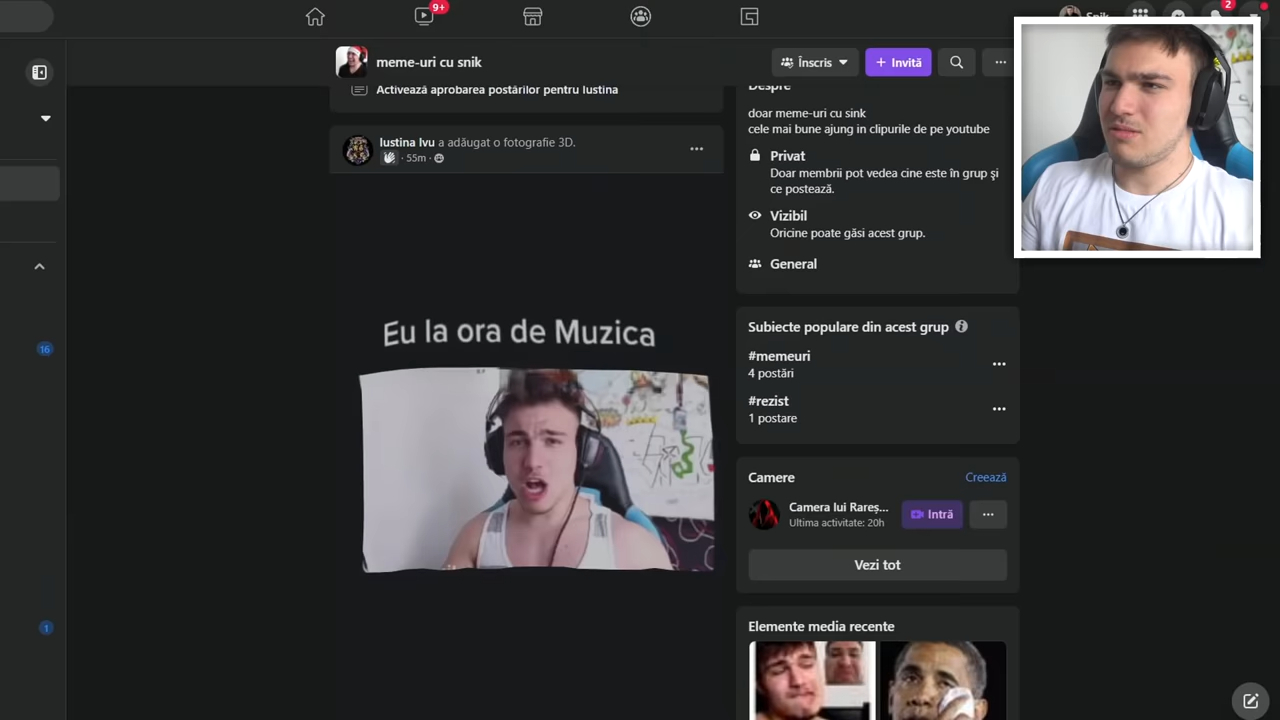 9+
2
Snik
meme-uri cu snik
Înscris
+ Invită
Activează aprobarea postărilor pentru Iustina
Iustina Ivu a adăugat o fotografie 3D.
· 55m ·
Eu la ora de Muzica
Despre
doar meme-uri cu sink
cele mai bune ajung in clipurile de pe youtube
Privat
Doar membrii pot vedea cine este în grup și
ce postează.
Vizibil
Oricine poate găsi acest grup.
General
Subiecte populare din acest grup
#memeuri
4 postări
#rezist
1 postare
Camere
Creează
Camera lui Rareș...
Ultima activitate: 20h
Intră
Vezi tot
Elemente media recente
16
1